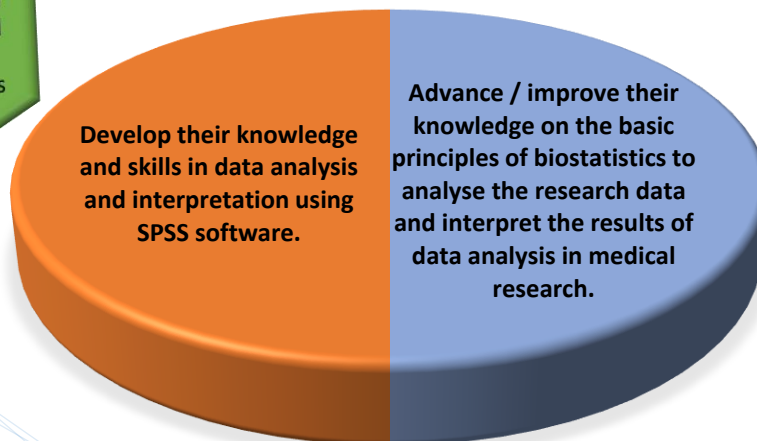 s
Develop their knowledge
and skills in data analysis
and interpretation using
SPSS software.
Advance / improve their
knowledge on the basic
principles of biostatistics to
analyse the research data
and interpret the results of
data analysis in medical
research.